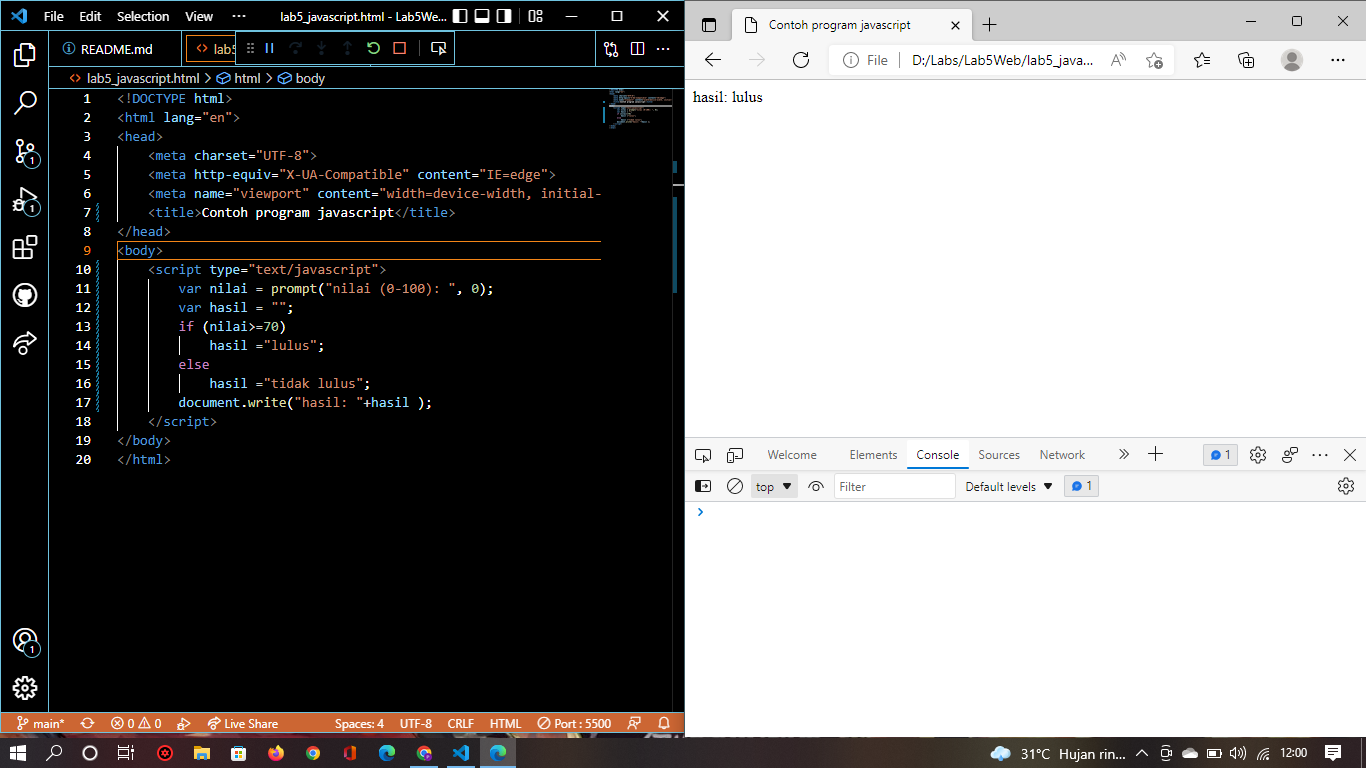 File Edit Selection View ··· lab5_javascript.html - Lab5We...
README.md lab5
lab5_javascript.html > html > body
1 <!DOCTYPE html>
2 <html lang="en">
3 <head>
4 <meta charset="UTF-8">
5 <meta http-equiv="X-UA-Compatible" content="IE=edge">
6 <meta name="viewport" content="width=device-width, initial-
7 <title>Contoh program javascript</title>
8 </head>
9 <body>
10 <script type="text/javascript">
11 var nilai = prompt("nilai (0-100): ", 0);
12 var hasil = "";
13 if (nilai>=70)
14 hasil ="lulus";
15 else
16 hasil ="tidak lulus";
17 document.write("hasil: "+hasil );
18 </script>
19 </body>
20 </html>
1
1
1
main* 0 0 Live Share Spaces: 4 UTF-8 CRLF HTML Port : 5500
Contoh program javascript
File D:/Labs/Lab5Web/lab5_java...
hasil: lulus
Welcome Elements Console Sources Network 1
top Filter Default levels 1
31°C Hujan rin... 12:00